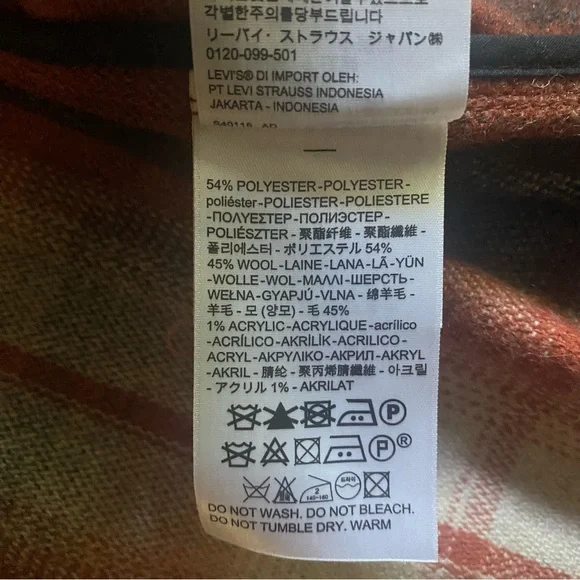 각별한주의를당부드립니다
リーバイ・ストラウス ジャパン㈱
0120-099-501
LEVI'S® DI IMPORT OLEH:
PT LEVI STRAUSS INDONESIA
JAKARTA - INDONESIA
54% POLYESTER-POLYESTER-
poliéster-POLIESTER-POLIESTERE
-ΠΟΛΥΕΣΤΕΡ-ПОЛИЭСТЕР-
POLIÉSZTER - 聚酯纤维 - 聚酯纖維 -
폴리에스터 - ポリエステル 54%
45% WOOL-LAINE-LANA-LÃ-YÜN
-WOLLE-WOL-ΜΑΛΛΙ-ШЕРСТЬ-
WEŁNA-GYAPJÚ-VLNA - 绵羊毛 -
羊毛 - 모 (양모) - 毛 45%
1% ACRYLIC-ACRYLIQUE-acrílico
-ACRÍLICO-AKRİLİK-ACRILICO-
ACRYL-ΑΚΡΥΛΙΚΟ-АКРИЛ-AKRYL
-AKRIL - 腈纶 - 聚丙烯腈纖維 - 아크릴
- アクリル 1% - AKRILAT
P
P®
2
140-160
DO NOT WASH. DO NOT BLEACH.
DO NOT TUMBLE DRY. WARM